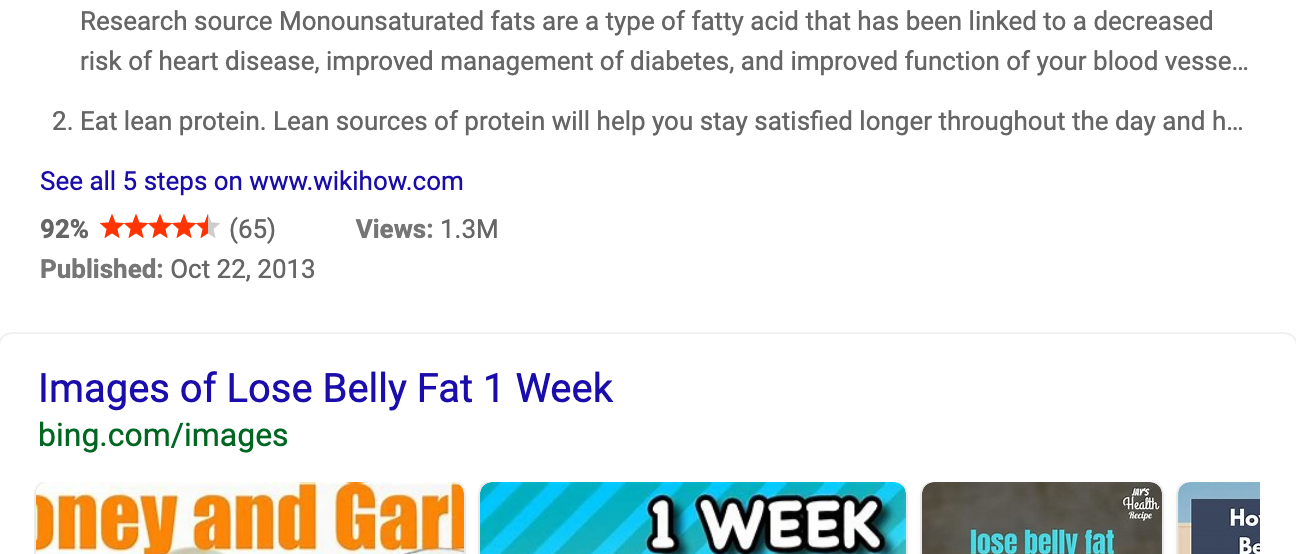 Research source Monounsaturated fats are a type of fatty acid that has been linked to a decreased
risk of heart disease, improved management of diabetes, and improved function of your blood vesse...
2. Eat lean protein. Lean sources of protein will help you stay satisfied longer throughout the day and h...
See all 5 steps on www.wikihow.com
92% (65) Views: 1.3M
Published: Oct 22, 2013
Images of Lose Belly Fat 1 Week
bing.com/images
oney and Garl
1 WEEK
Mr's
Health
Recipe
lose belly fat
Ho
Be